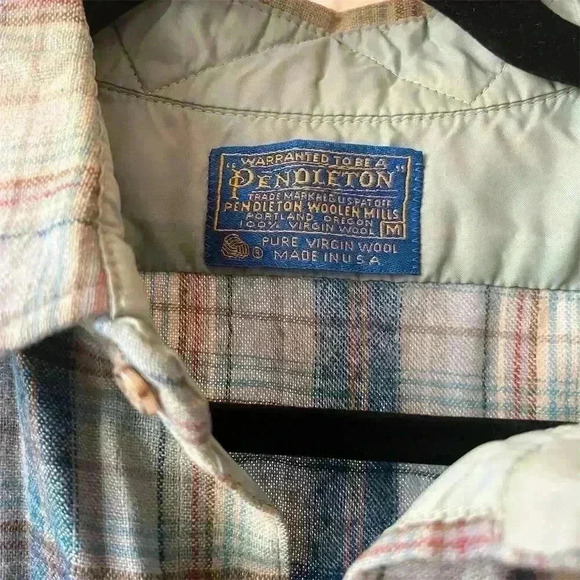 "WARRANTED TO BE A
PENDLETON"
TRADE MARK REG. U.S. PAT. OFF.
PENDLETON WOOLEN MILLS
PORTLAND, OREGON
100% VIRGIN WOOL M
® PURE VIRGIN WOOL
MADE IN U.S.A.